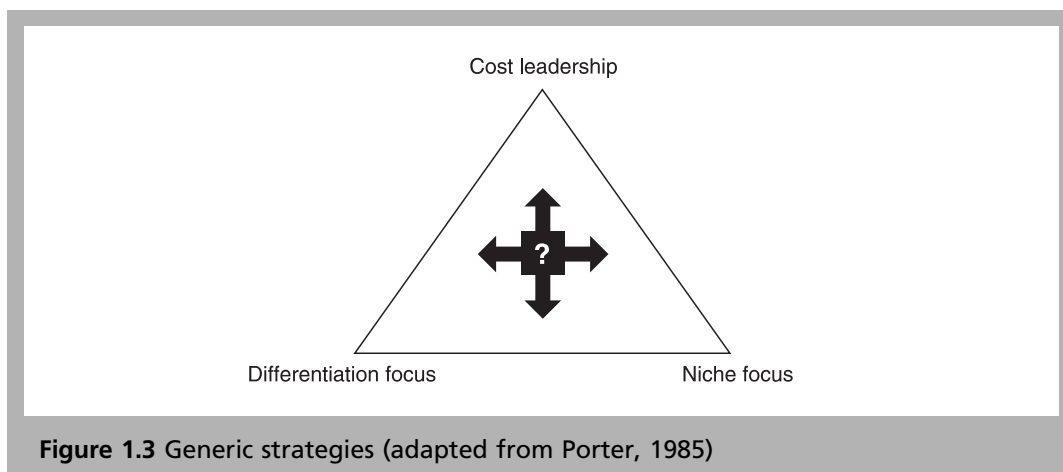 Cost leadership
?
Differentiation focus
Niche focus
Figure 1.3 Generic strategies (adapted from Porter, 1985)